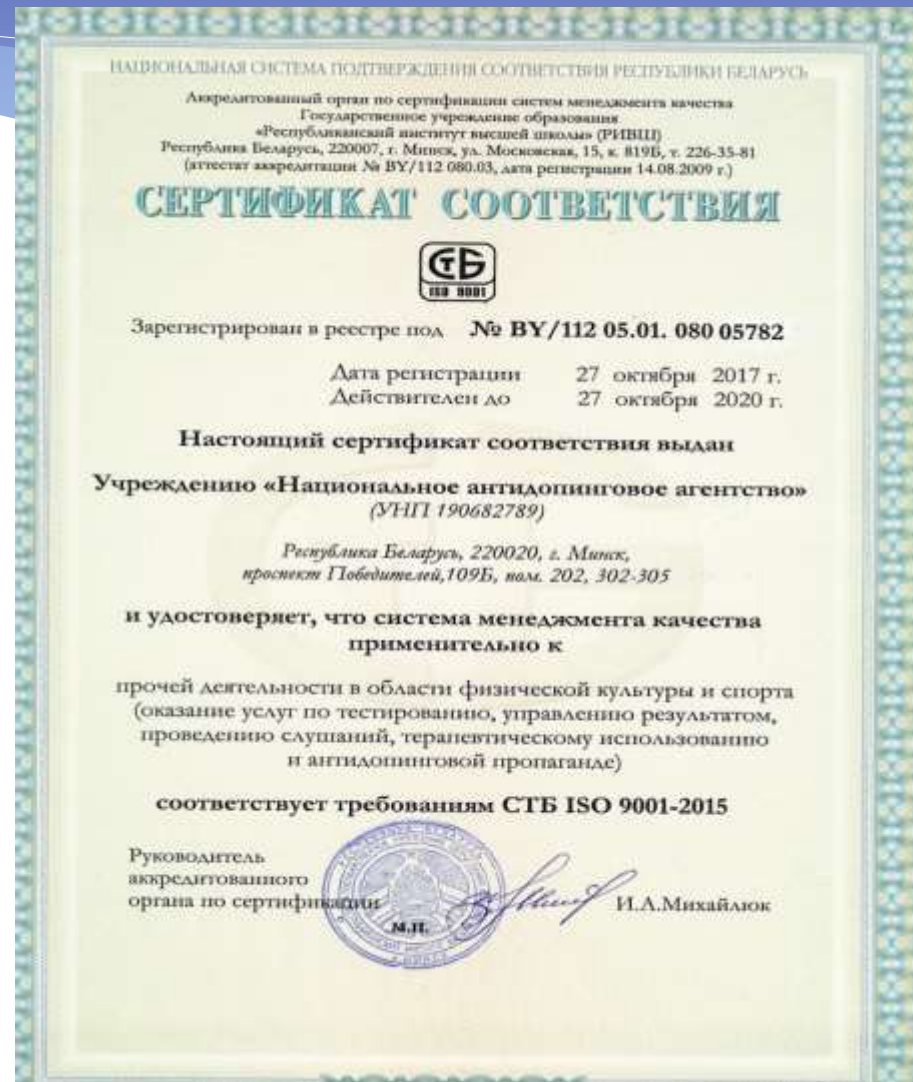 НАЦИОНАЛЬНАЯ СИСТЕМА ПОДТВЕРЖДЕНИЯ СООТВЕТСТВИЯ РЕСПУБЛИКИ БЕЛАРУСЬ
Аккредитованный орган по сертификации систем менеджмента качества
Государственное учреждение образования
«Республиканский институт высшей школы» (РИВШ)
Республика Беларусь, 220007, г. Минск, ул. Московская, 15, к. 819Б, т. 226-35-81
(аттестат аккредитации № BY/112 080.03, дата регистрации 14.08.2009 г.)
СЕРТИФИКАТ СООТВЕТСТВИЯ
СТБ
ISO 9001
Зарегистрирован в реестре под № BY/112 05.01. 080 05782
Дата регистрации 27 октября 2017 г.
Действителен до 27 октября 2020 г.
Настоящий сертификат соответствия выдан
Учреждению «Национальное антидопинговое агентство»
(УНП 190682789)
Республика Беларусь, 220020, г. Минск,
проспект Победителей,109Б, пом. 202, 302-305
и удостоверяет, что система менеджмента качества
применительно к
прочей деятельности в области физической культуры и спорта
(оказание услуг по тестированию, управлению результатом,
проведению слушаний, терапевтическому использованию
и антидопинговой пропаганде)
соответствует требованиям СТБ ISO 9001-2015
Руководитель
аккредитованного
органа по сертификации
М.П.
И.А.Михайлюк